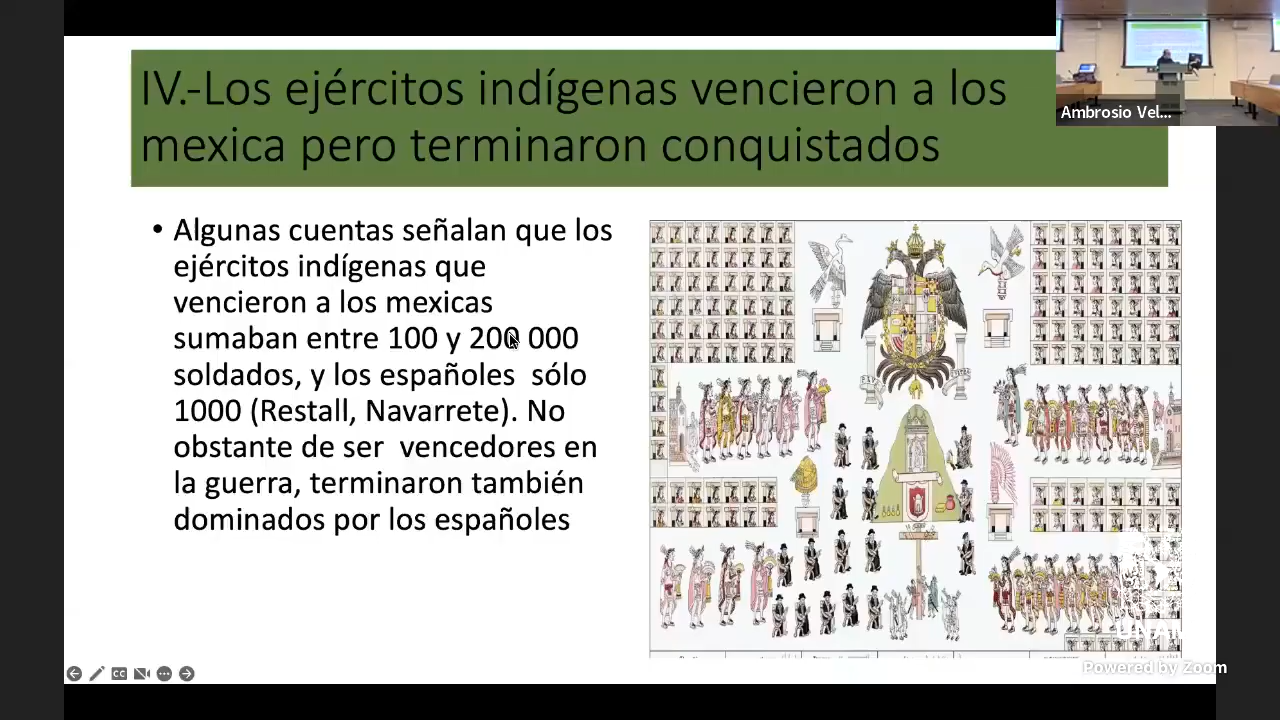 IV.-Los ejércitos indígenas vencieron a los
mexica pero terminaron conquistados
Ambrosio Vel...
• Algunas cuentas señalan que los
ejércitos indígenas que
vencieron a los mexicas
sumaban entre 100 y 200 000
soldados, y los españoles sólo
1000 (Restall, Navarrete). No
obstante de ser vencedores en
la guerra, terminaron también
dominados por los españoles
CC
Powered by Zoom